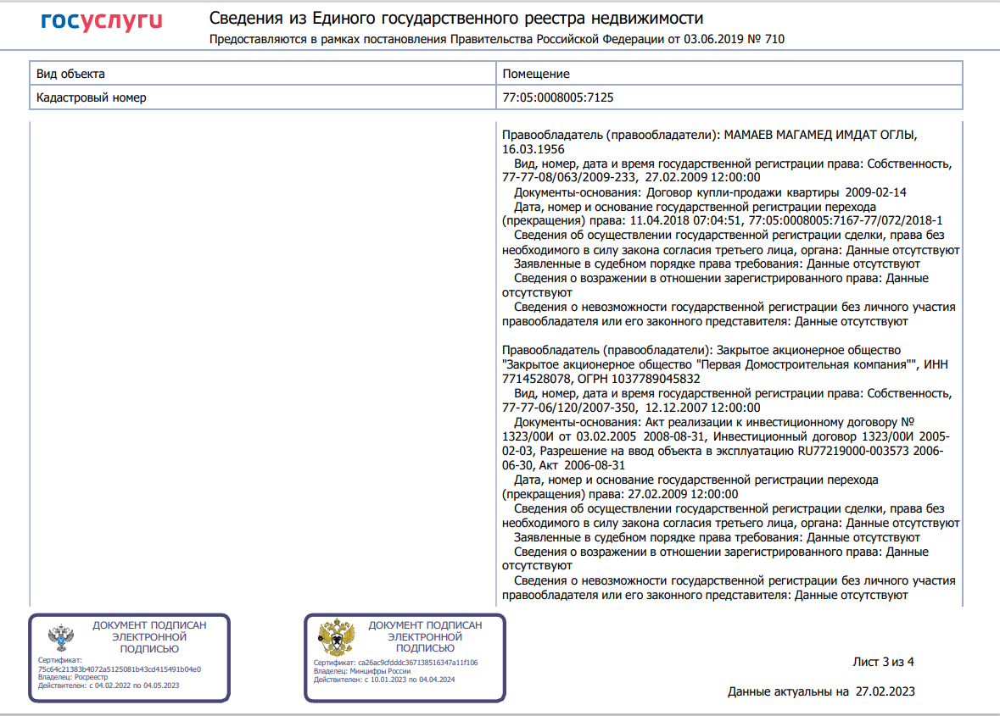 госуслуги
Сведения из Единого государственного реестра недвижимости
Предоставляются в рамках постановления Правительства Российской Федерации от 03.06.2019 № 710
Вид объекта
Помещение
Кадастровый номер
77:05:0008005:7125
Правообладатель (правообладатели): МАМАЕВ МАГАМЕД ИМДАТ ОГЛЫ,
16.03.1956
Вид, номер, дата и время государственной регистрации права: Собственность,
77-77-08/063/2009-233, 27.02.2009 12:00:00
Документы-основания: Договор купли-продажи квартиры 2009-02-14
Дата, номер и основание государственной регистрации перехода
(прекращения) права: 11.04.2018 07:04:51, 77:05:0008005:7167-77/072/2018-1
Сведения об осуществлении государственной регистрации сделки, права без
необходимого в силу закона согласия третьего лица, органа: Данные отсутствуют
Заявленные в судебном порядке права требования: Данные отсутствуют
Сведения о возражении в отношении зарегистрированного права: Данные
отсутствуют
Сведения о невозможности государственной регистрации без личного участия
правообладателя или его законного представителя: Данные отсутствуют
Правообладатель (правообладатели): Закрытое акционерное общество
"Закрытое акционерное общество "Первая Домостроительная компания"", ИНН
7714528078, ОГРН 1037789045832
Вид, номер, дата и время государственной регистрации права: Собственность,
77-77-06/120/2007-350, 12.12.2007 12:00:00
Документы-основания: Акт реализации к инвестиционному договору №
1323/00И от 03.02.2005 2008-08-31, Инвестиционный договор 1323/00И 2005-
02-03, Разрешение на ввод объекта в эксплуатацию RU77219000-003573 2006-
06-30, Акт 2006-08-31
Дата, номер и основание государственной регистрации перехода
(прекращения) права: 27.02.2009 12:00:00
Сведения об осуществлении государственной регистрации сделки, права без
необходимого в силу закона согласия третьего лица, органа: Данные отсутствуют
Заявленные в судебном порядке права требования: Данные отсутствуют
Сведения о возражении в отношении зарегистрированного права: Данные
отсутствуют
Сведения о невозможности государственной регистрации без личного участия
правообладателя или его законного представителя: Данные отсутствуют
ДОКУМЕНТ ПОДПИСАН
ЭЛЕКТРОННОЙ
ПОДПИСЬЮ
Сертификат:
75c64c21383b4072a5125081b43cd415491b04e0
Владелец: Росреестр
Действителен: с 04.02.2022 по 04.05.2023
ДОКУМЕНТ ПОДПИСАН
ЭЛЕКТРОННОЙ
ПОДПИСЬЮ
Сертификат: ca26ac9cfdddc367138516347a11f106
Владелец: Минцифры России
Действителен: с 10.01.2023 по 04.04.2024
Лист 3 из 4
Данные актуальны на 27.02.2023